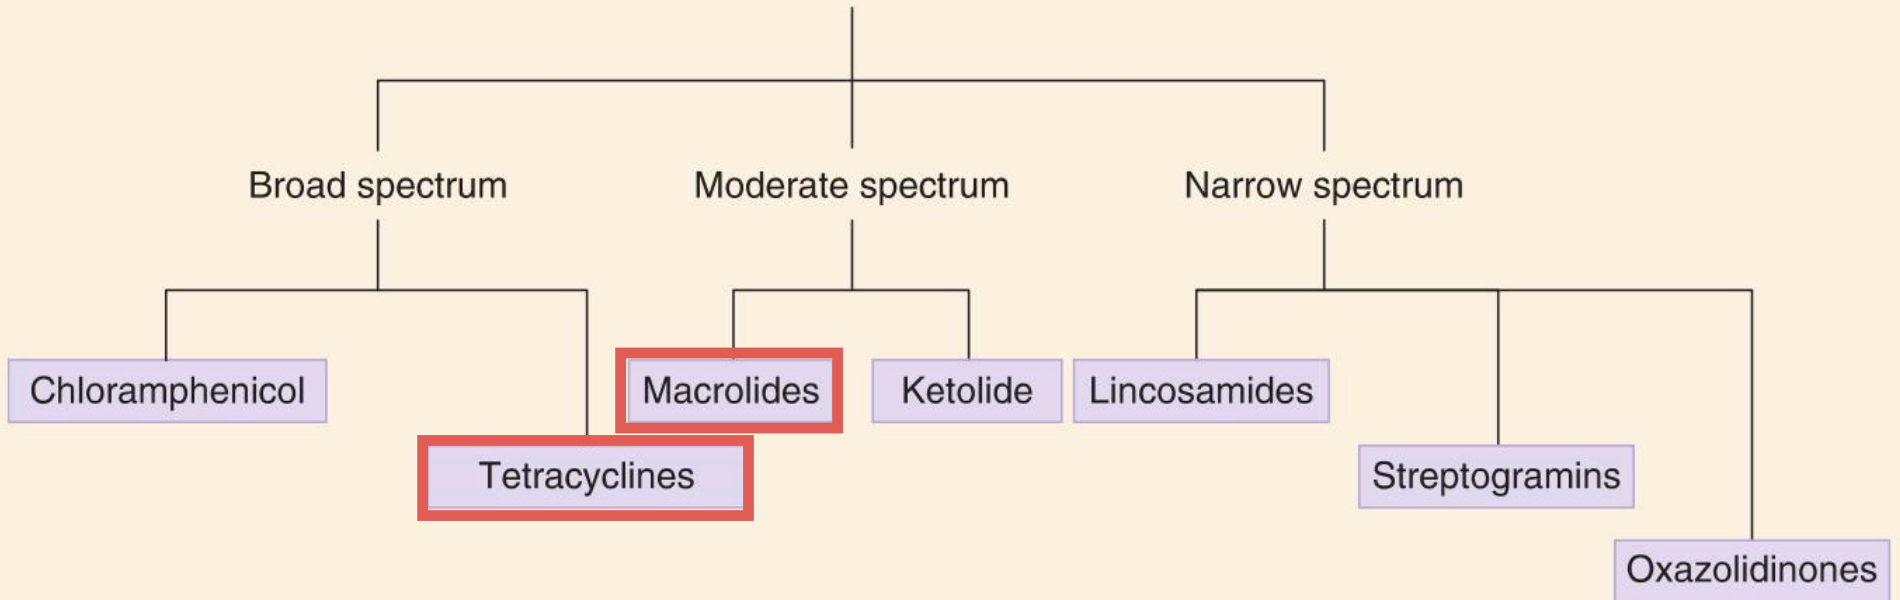 Broad spectrum
Moderate spectrum
Narrow spectrum
Chloramphenicol
Macrolides
Ketolide
Lincosamides
Tetracyclines
Streptogramins
Oxazolidinones